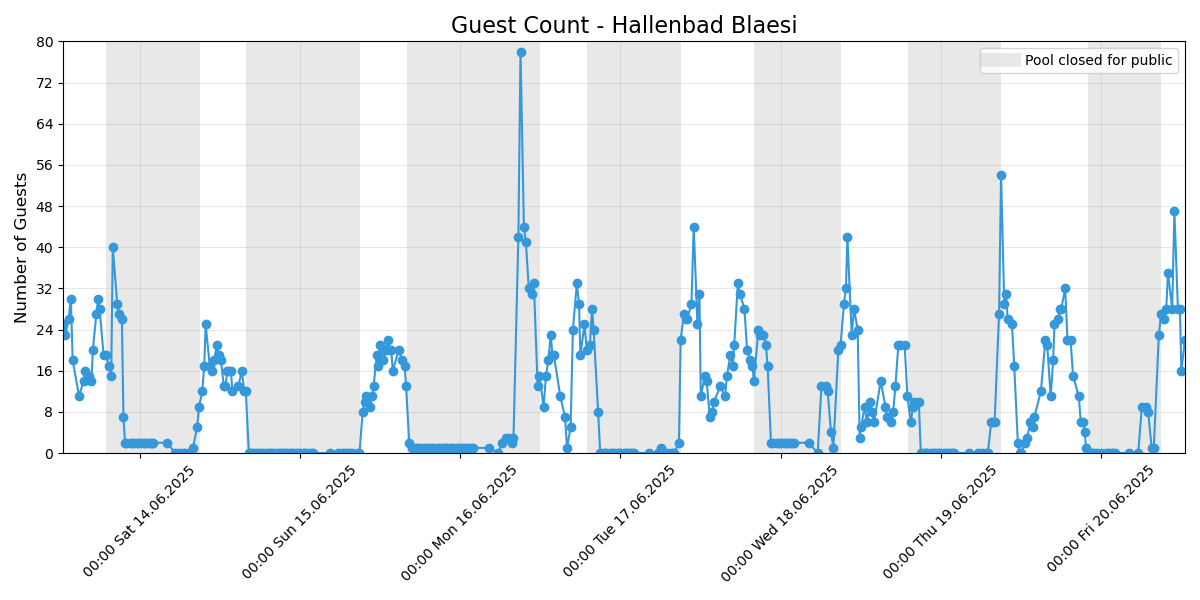 Guest Count - Hallenbad Blaesi
Pool closed for public
Number of Guests
80
72
64
56
48
40
32
24
16
8
0
00:00 Sat 14.06.2025
00:00 Sun 15.06.2025
00:00 Mon 16.06.2025
00:00 Tue 17.06.2025
00:00 Wed 18.06.2025
00:00 Thu 19.06.2025
00:00 Fri 20.06.2025